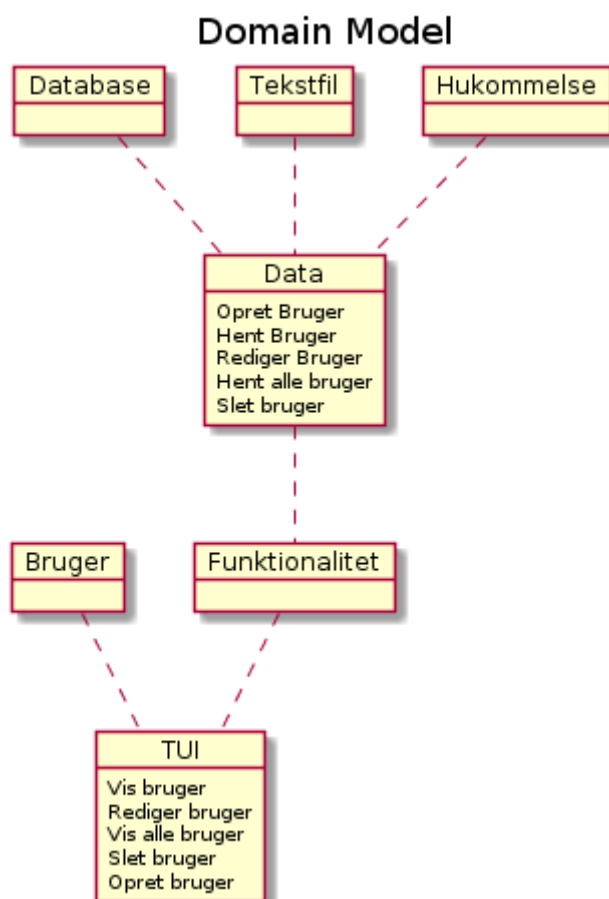 Domain Model
Database
Tekstfil
Hukommelse
Data
Opret Bruger
Hent Bruger
Rediger Bruger
Hent alle bruger
Slet bruger
Bruger
Funktionalitet
TUI
Vis bruger
Rediger bruger
Vis alle bruger
Slet bruger
Opret bruger